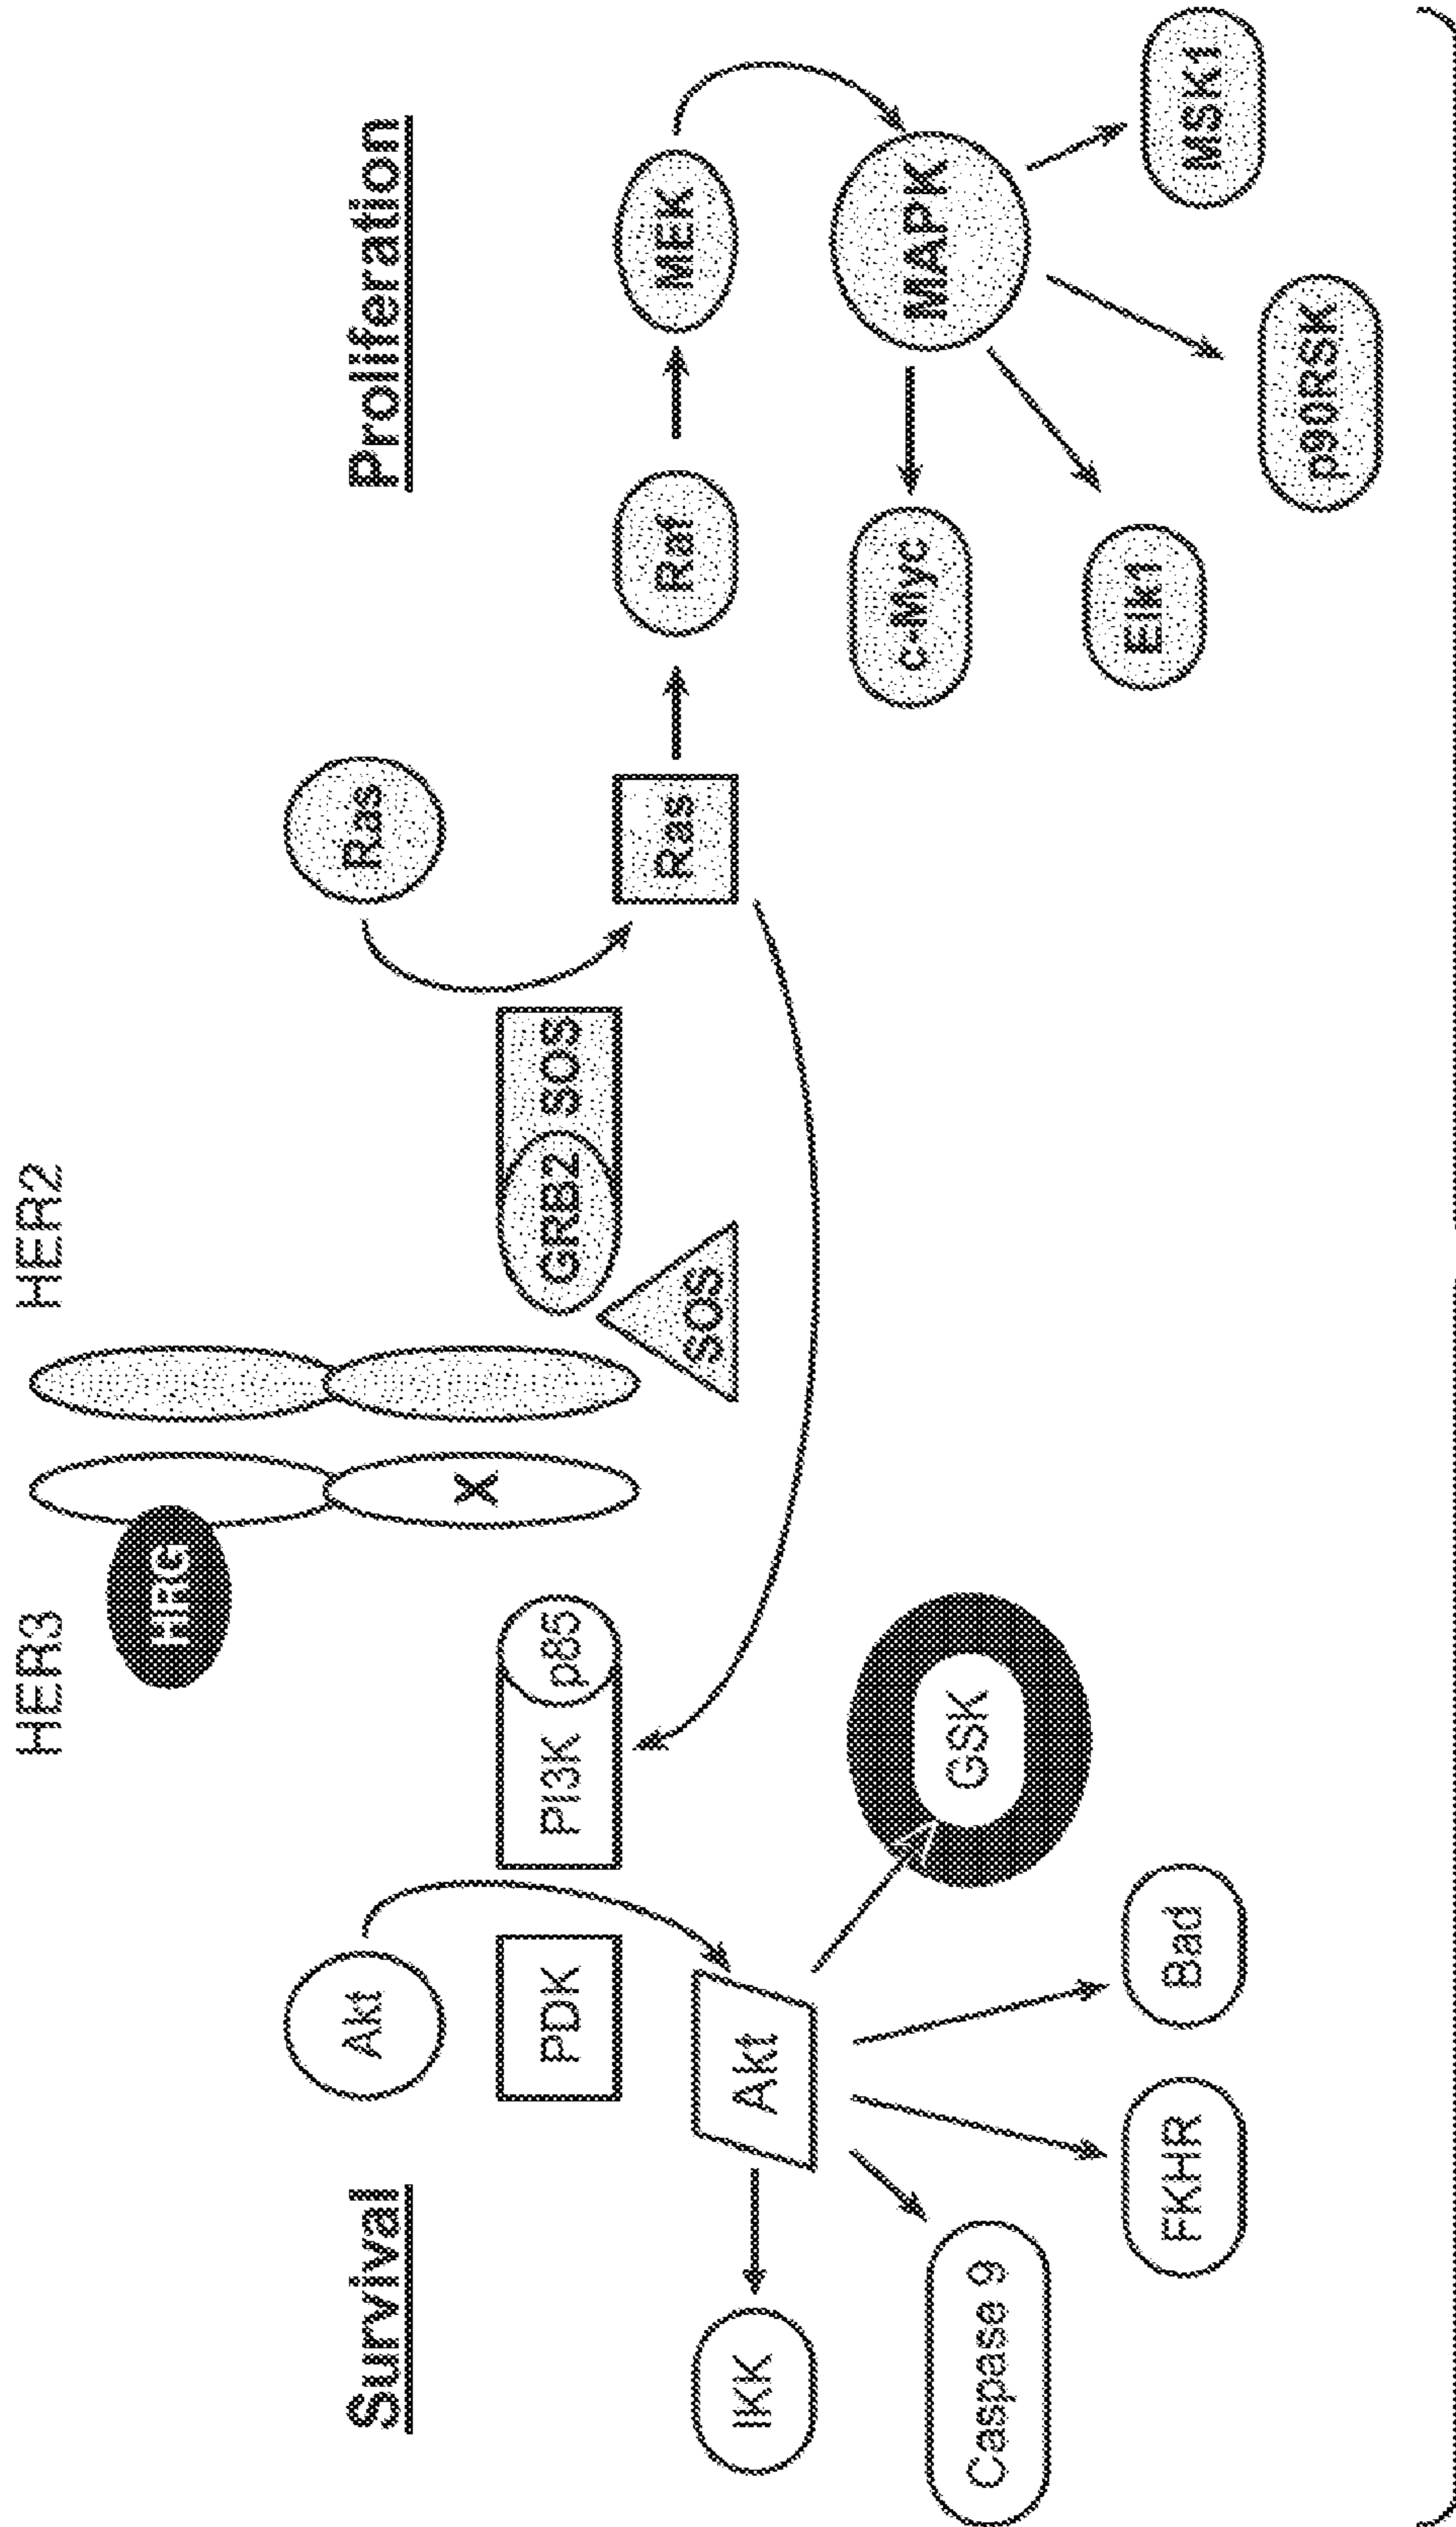 HER3
HER2
HRG
X
Survival
Proliferation
Akt
Ras
PDK
PI3K
p85
GRB2
SOS
SOS
Akt
Ras
Raf
MEK
IKK
GSK
Caspase 9
FKHR
Bad
MAPK
c-Myc
Elk1
p90RSK
MSK1